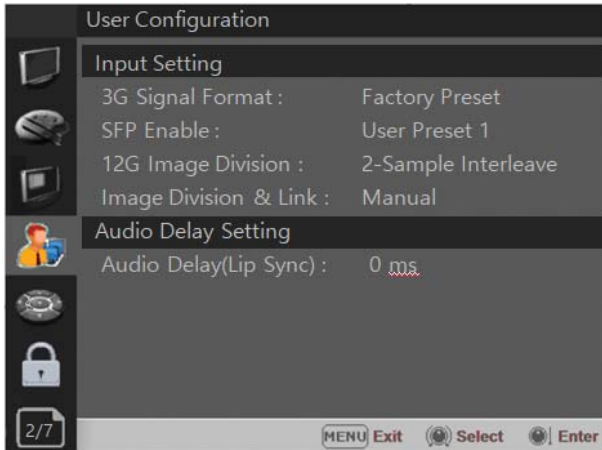 User Configuration
Input Setting
3G Signal Format : Factory Preset
SFP Enable : User Preset 1
12G Image Division : 2-Sample Interleave
Image Division & Link : Manual
Audio Delay Setting
Audio Delay(Lip Sync) : 0 ms
2/7
MENU Exit Select Enter